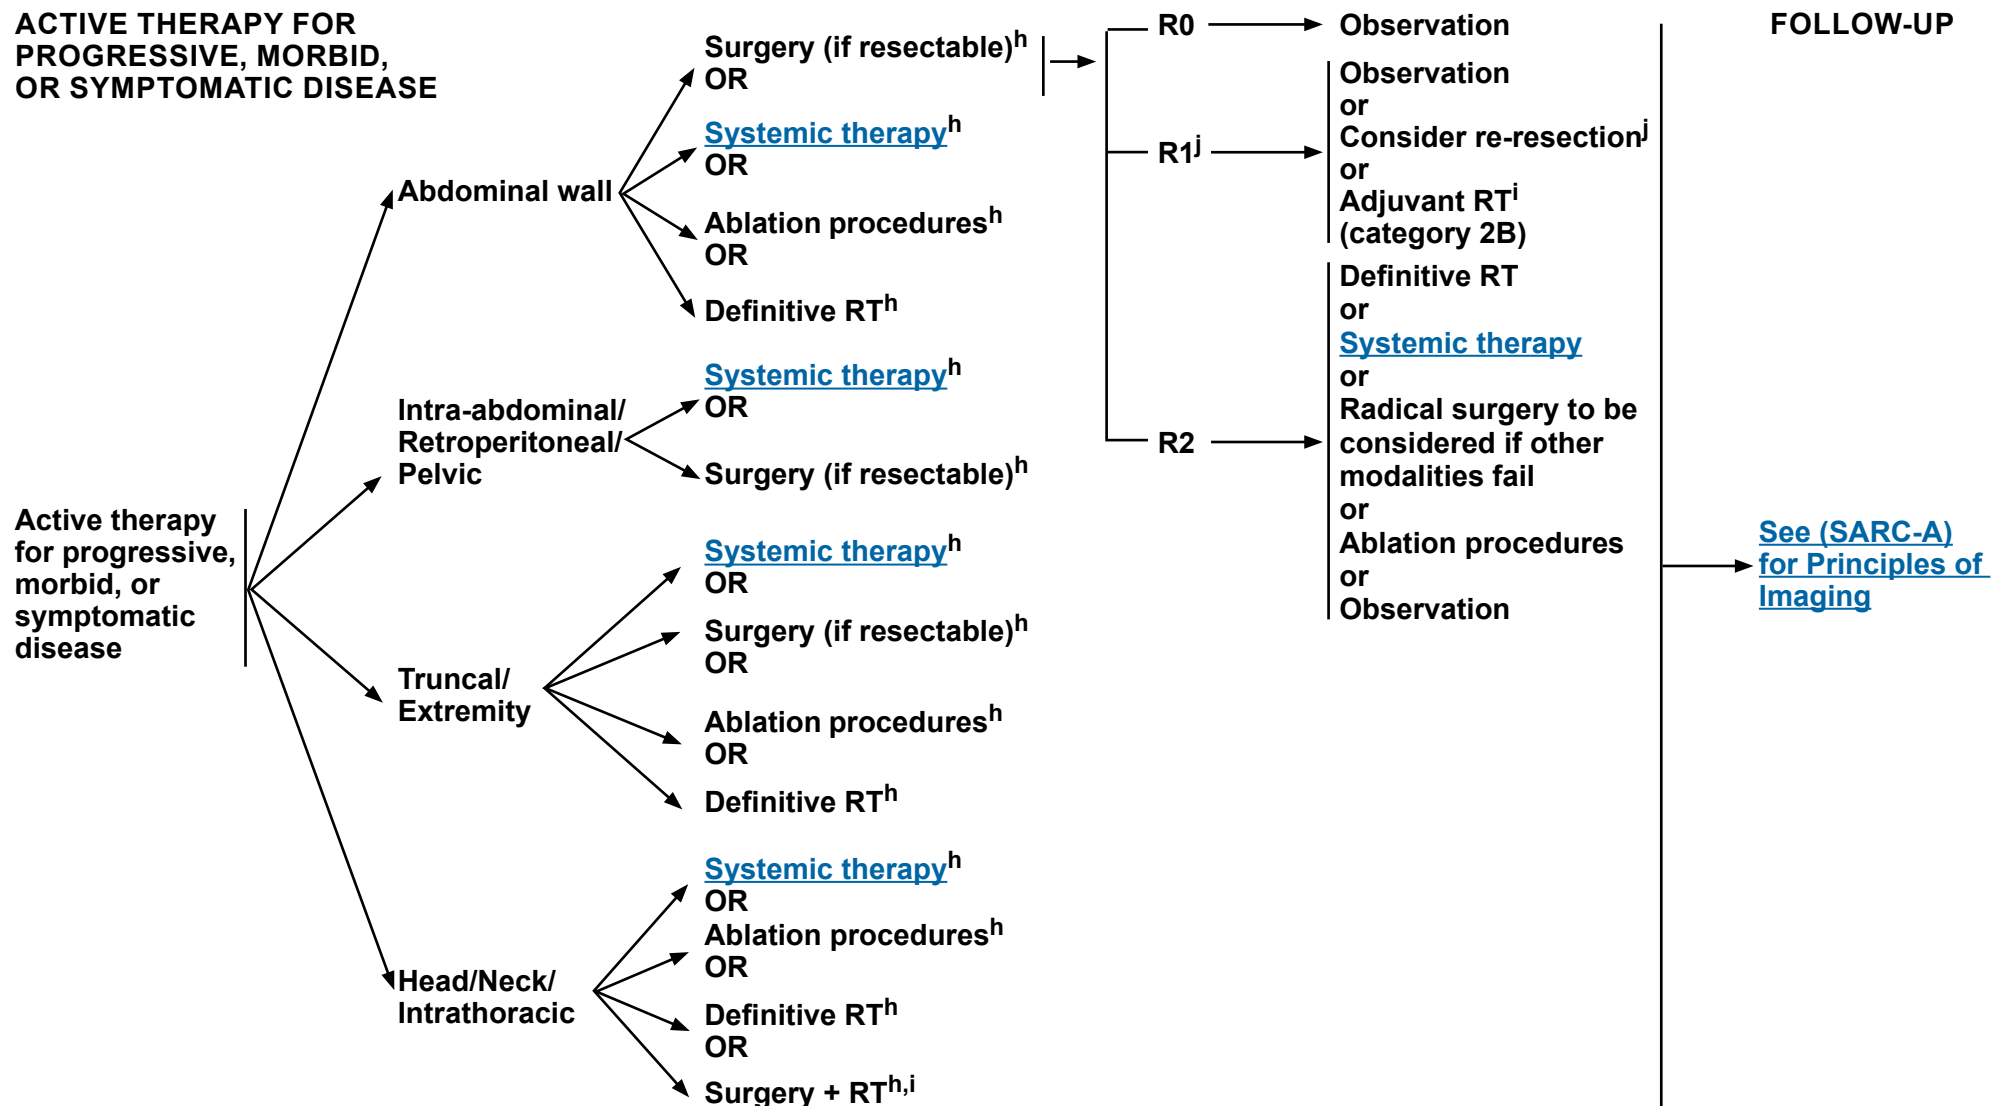 ACTIVE THERAPY FOR
PROGRESSIVE, MORBID,
OR SYMPTOMATIC DISEASE
Active therapy
for progressive,
morbid, or
symptomatic
disease
Abdominal wall
Surgery (if resectable)h
OR
Systemic therapyh
OR
Ablation proceduresh
OR
Definitive RTh
Intra-abdominal/
Retroperitoneal/
Pelvic
Systemic therapyh
OR
Surgery (if resectable)h
Truncal/
Extremity
Systemic therapyh
OR
Surgery (if resectable)h
OR
Ablation proceduresh
OR
Definitive RTh
Head/Neck/
Intrathoracic
Systemic therapyh
OR
Ablation proceduresh
OR
Definitive RTh
OR
Surgery + RTh,i
R0
Observation
R1j
Observation
or
Consider re-resectionj
or
Adjuvant RTi
(category 2B)
R2
Definitive RT
or
Systemic therapy
or
Radical surgery to be
considered if other
modalities fail
or
Ablation procedures
or
Observation
FOLLOW-UP
See (SARC-A)
for Principles of
Imaging